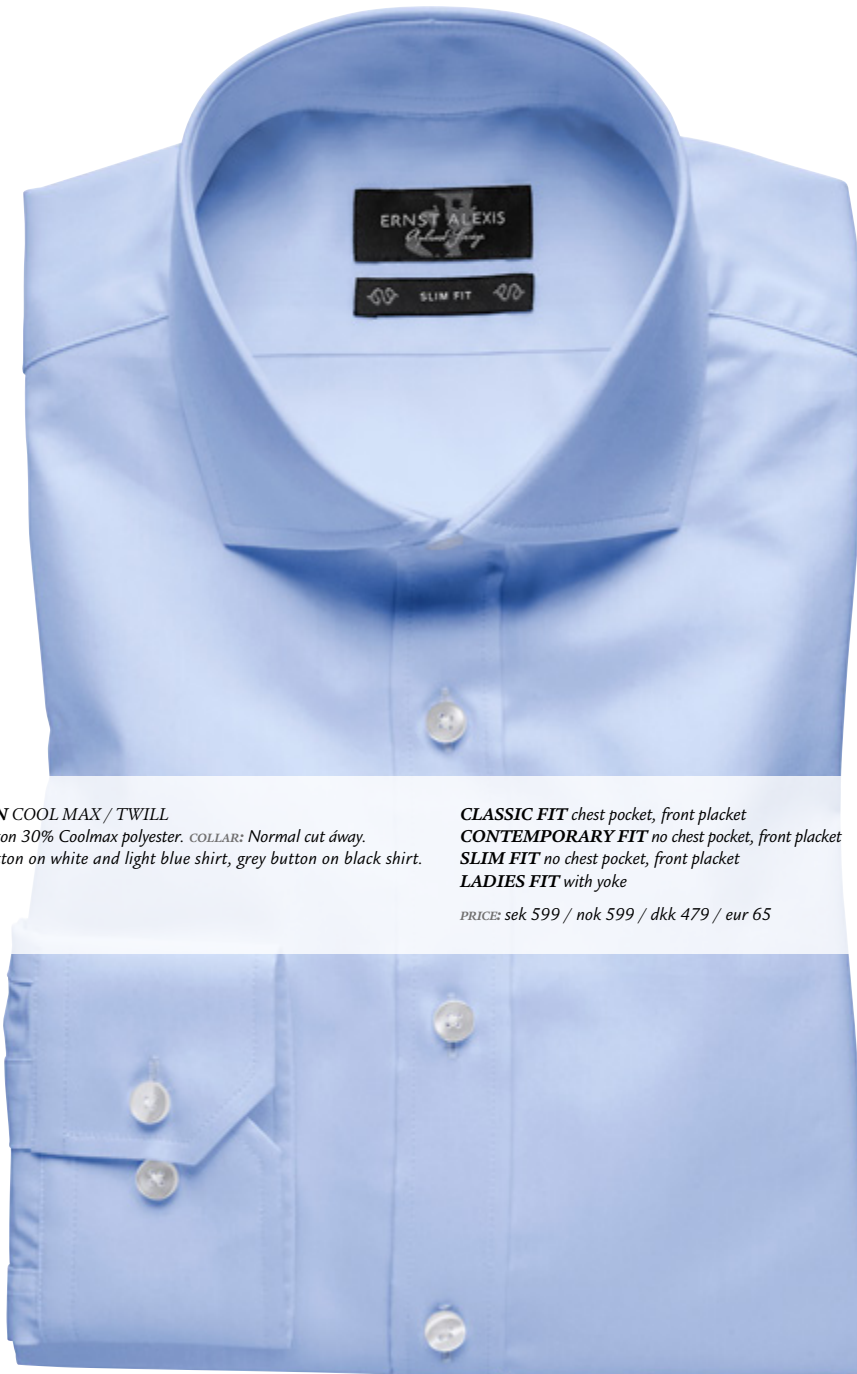 ERNST ALEXIS
SLIM FIT
N COOL MAX / TWILL
on 30% Coolmax polyester. COLLAR: Normal cut áway.
ton on white and light blue shirt, grey button on black shirt.
CLASSIC FIT chest pocket, front placket
CONTEMPORARY FIT no chest pocket, front placket
SLIM FIT no chest pocket, front placket
LADIES FIT with yoke
PRICE: sek 599 / nok 599 / dkk 479 / eur 65